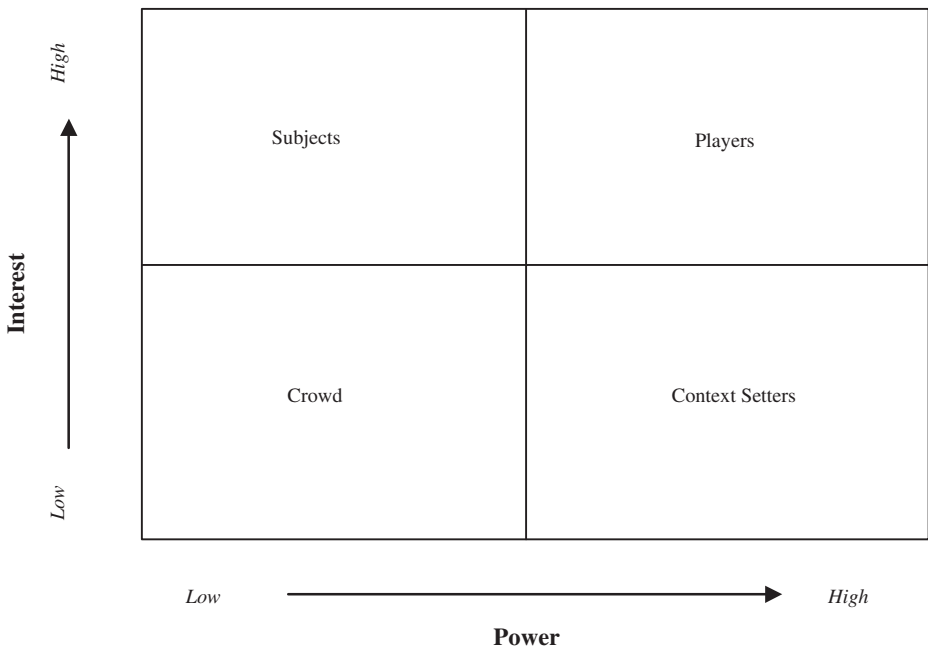 High
Subjects
Players
Interest
Crowd
Context Setters
Low
Low
High
Power